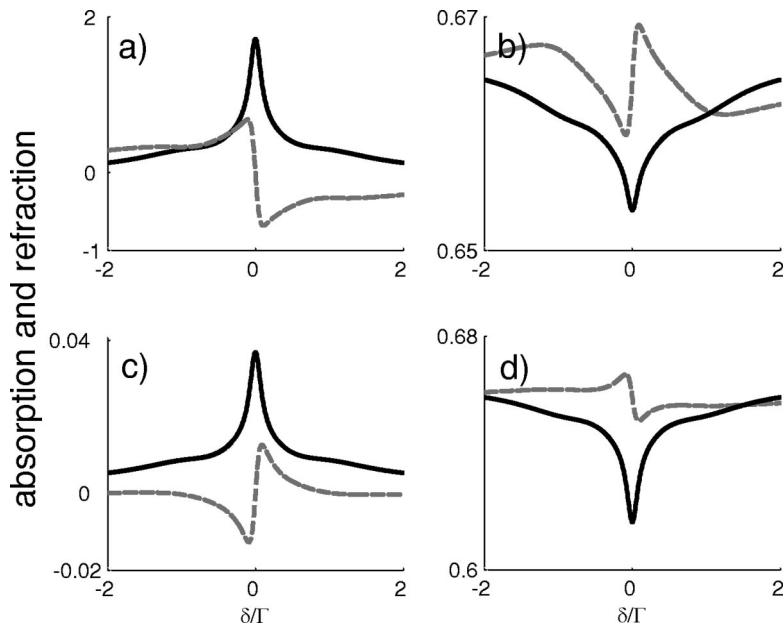 absorption and refraction
2
a)
0
-1
-2 0 2
0.67
b)
0.65
-2 0 2
0.04
c)
0
-0.02
-2 0 2
δ/Γ
0.68
d)
0.6
-2 0 2
δ/Γ